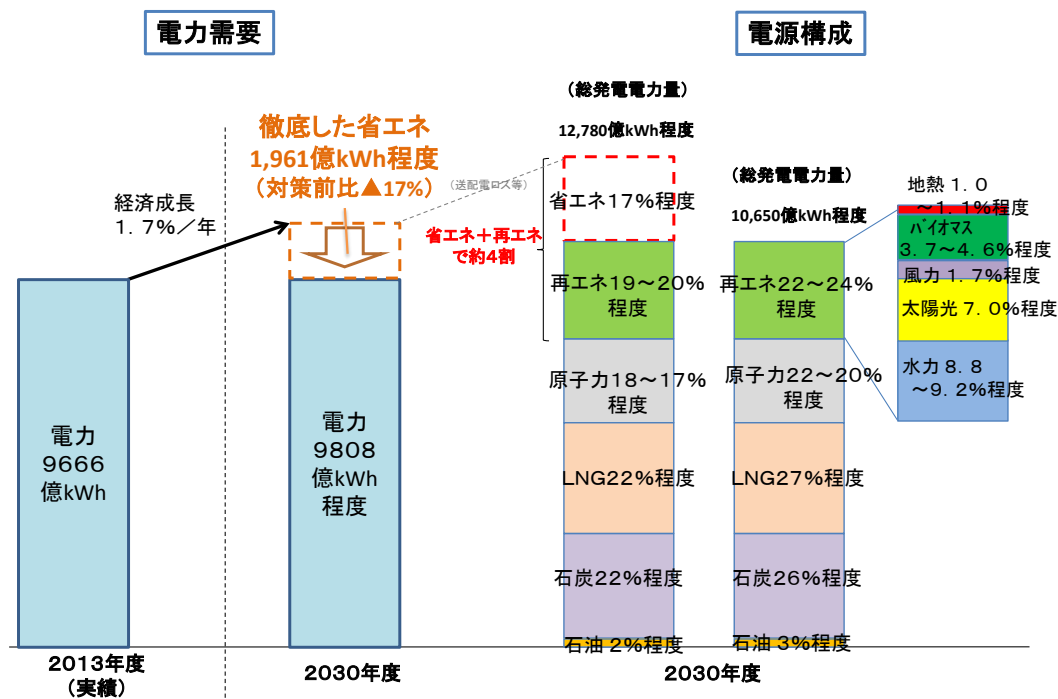 電力需要
電源構成
徹底した省エネ
1,961億kWh程度
（対策前比▲17%）
経済成長
１．７％／年
電力
９６６６
億kWh
電力
９８０８
億kWh
程度
２０１３年度
（実績）
２０３０年度
（送配電ロス等）
省エネ＋再エネ
で約４割
（総発電電力量）
12,780億kWh程度
省エネ１７％程度
再エネ１９～２０％
程度
原子力１８～１７％
程度
LNG２２％程度
石炭２２％程度
石油 ２％程度
（総発電電力量）
10,650億kWh程度
再エネ２２～２４％
程度
原子力２２～２０％
程度
LNG２７％程度
石炭２６％程度
石油 ３％程度
２０３０年度
地熱 １．０
～１．１％程度
バイオマス
３．７～４．６％程度
風力 １．７％程度
太陽光 ７．０％程度
水力 ８．８
～９．２％程度